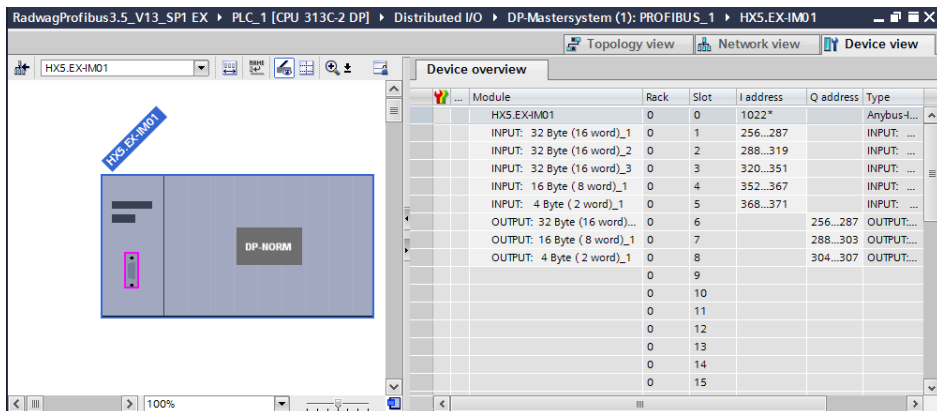 RadwagProfibus3.5_V13_SP1 EX ▸ PLC_1 [CPU 313C-2 DP] ▸ Distributed I/O ▸ DP-Mastersystem (1): PROFIBUS_1 ▸ HX5.EX-IM01
Topology view Network view Device view
HX5.EX-IM01
Device overview
... Module Rack Slot I address Q address Type
HX5.EX-IM01 0 0 1022* Anybus-I...
INPUT: 32 Byte (16 word)_1 0 1 256...287 INPUT: ...
INPUT: 32 Byte (16 word)_2 0 2 288...319 INPUT: ...
INPUT: 32 Byte (16 word)_3 0 3 320...351 INPUT: ...
INPUT: 16 Byte ( 8 word)_1 0 4 352...367 INPUT: ...
INPUT: 4 Byte ( 2 word)_1 0 5 368...371 INPUT: ...
OUTPUT: 32 Byte (16 word)... 0 6 256...287 OUTPUT:...
OUTPUT: 16 Byte ( 8 word)_1 0 7 288...303 OUTPUT:...
OUTPUT: 4 Byte ( 2 word)_1 0 8 304...307 OUTPUT:...
0 9
0 10
0 11
0 12
0 13
0 14
0 15
HX5.EX-IM01
DP-NORM
100%